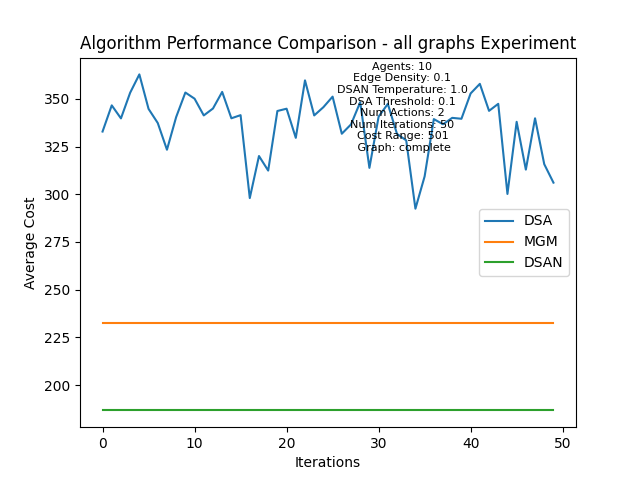 Algorithm Performance Comparison - all graphs Experiment
Agents: 10
Edge Density: 0.1
DSAN Temperature: 1.0
DSA Threshold: 0.1
Num Actions: 2
Num Iterations: 50
Cost Range: 501
Graph: complete
350
325
300
275
250
225
200
Average Cost
DSA
MGM
DSAN
0
10
20
30
40
50
Iterations